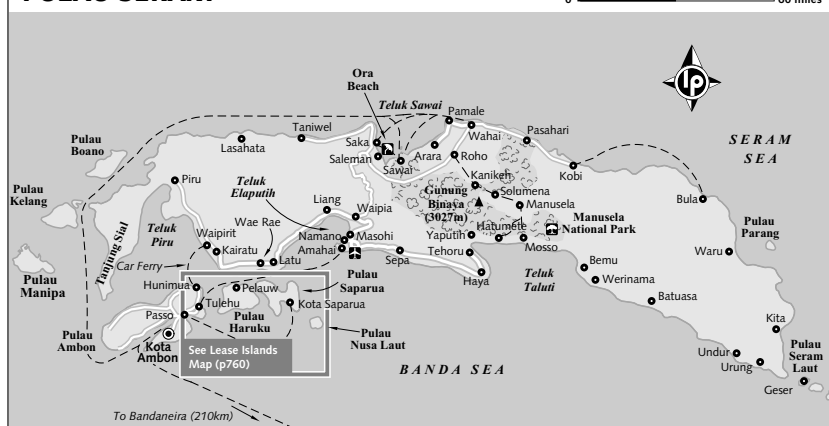 60 miles
Ora
Beach
Teluk Sawai
Pamale
Taniwel
Saka
Wahai
Pasahari
SERAM
SEA
Pulau
Boano
Lasahata
Saleman
Sawai
Arara
Roho
Kanikeh
Kobi
Piru
Teluk
Elaputih
Solumena
Pulau
Kelang
Gunung
Binaya
(3027m)
Manusela
Bula
Liang
Waipia
Manusela
National Park
Pulau
Parang
Tanjung Sial
Teluk
Piru
Waipirit
Wae Rae
Namano
Masohi
Yaputih
Hatumete
Kairatu
Amahai
Tehoru
Mosso
Waru
Car Ferry
Latu
Sepa
Haya
Teluk
Taluti
Bemu
Werinama
Pulau
Manipa
Hunimua
Pelauw
Pulau
Saparua
Batuasa
Tulehu
Kota Saparua
Passo
Pulau
Haruku
Kita
Pulau
Ambon
Kota
Ambon
Pulau
Nusa Laut
See Lease Islands
Map (p760)
BANDA SEA
Undur
Urung
Pulau
Seram
Laut
Geser
To Bandaneira (210km)
lp